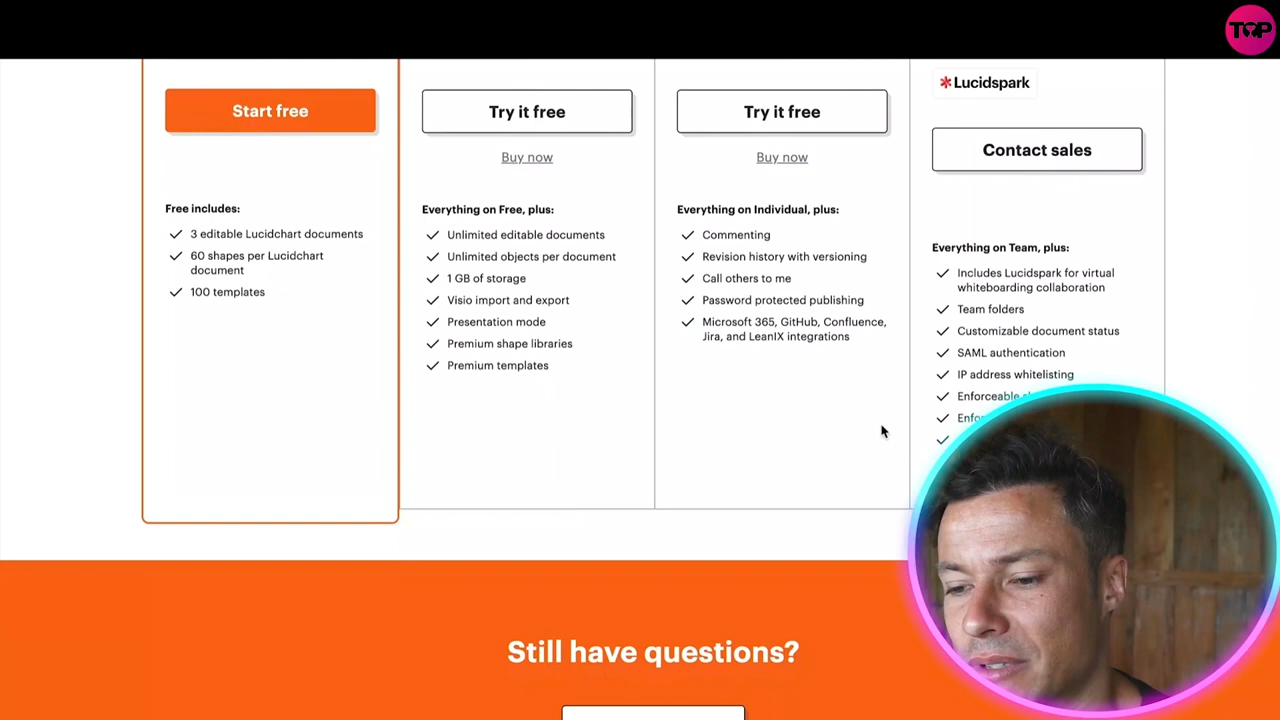 TOP
Start free
Free includes:
3 editable Lucidchart documents
60 shapes per Lucidchart
document
100 templates
Try it free
Buy now
Everything on Free, plus:
Unlimited editable documents
Unlimited objects per document
1 GB of storage
Visio import and export
Presentation mode
Premium shape libraries
Premium templates
Try it free
Buy now
Everything on Individual, plus:
Commenting
Revision history with versioning
Call others to me
Password protected publishing
Microsoft 365, GitHub, Confluence,
Jira, and LeanIX integrations
Lucidspark
Contact sales
Everything on Team, plus:
Includes Lucidspark for virtual
whiteboarding collaboration
Team folders
Customizable document status
SAML authentication
IP address whitelisting
Enforceable
Still have questions?